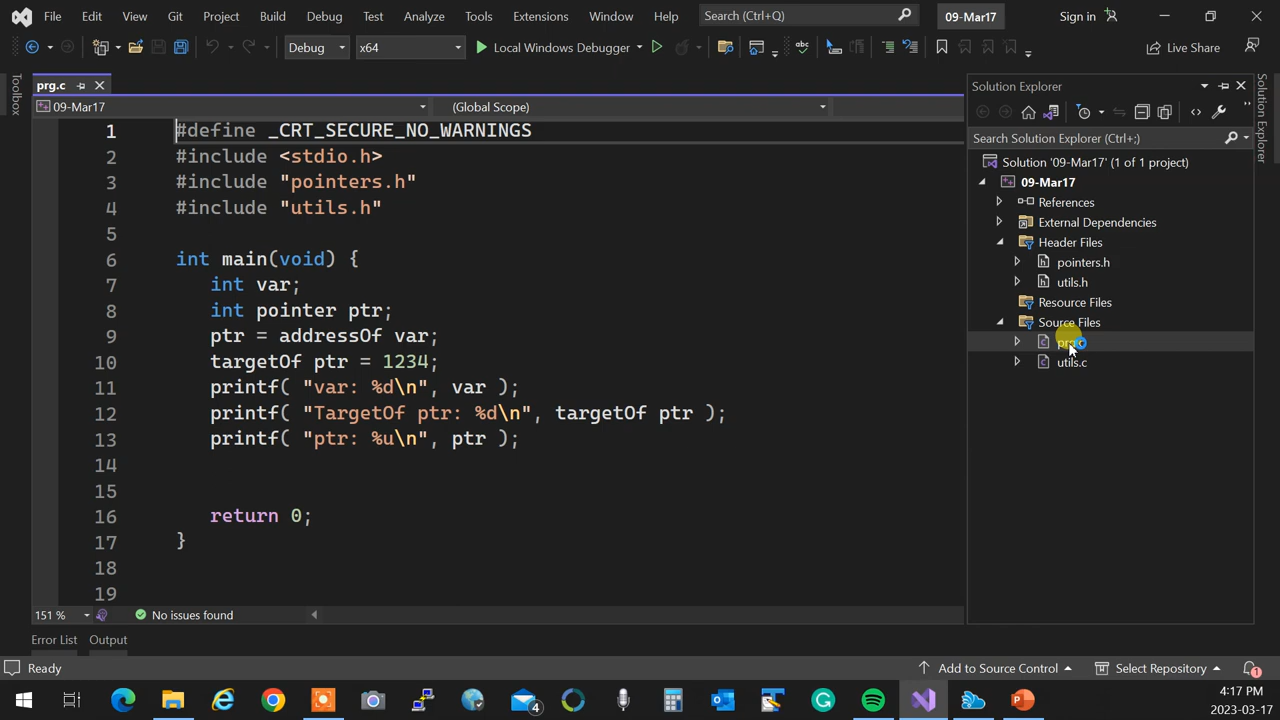 File Edit View Git Project Build Debug Test Analyze Tools Extensions Window Help Search (Ctrl+Q) 09-Mar17 Sign in
Debug x64 Local Windows Debugger Live Share
Toolbox
prg.c
09-Mar17 (Global Scope)
1 #define _CRT_SECURE_NO_WARNINGS
2 #include <stdio.h>
3 #include "pointers.h"
4 #include "utils.h"
5
6 int main(void) {
7 int var;
8 int pointer ptr;
9 ptr = addressOf var;
10 targetOf ptr = 1234;
11 printf( "var: %d\n", var );
12 printf( "TargetOf ptr: %d\n", targetOf ptr );
13 printf( "ptr: %u\n", ptr );
14
15
16 return 0;
17 }
18
19
151 % No issues found
Solution Explorer
Search Solution Explorer (Ctrl+;)
Solution '09-Mar17' (1 of 1 project)
09-Mar17
References
External Dependencies
Header Files
pointers.h
utils.h
Resource Files
Source Files
utils.c
Solution Explorer
Error List Output
Ready Add to Source Control Select Repository 1
4
4:17 PM
2023-03-17